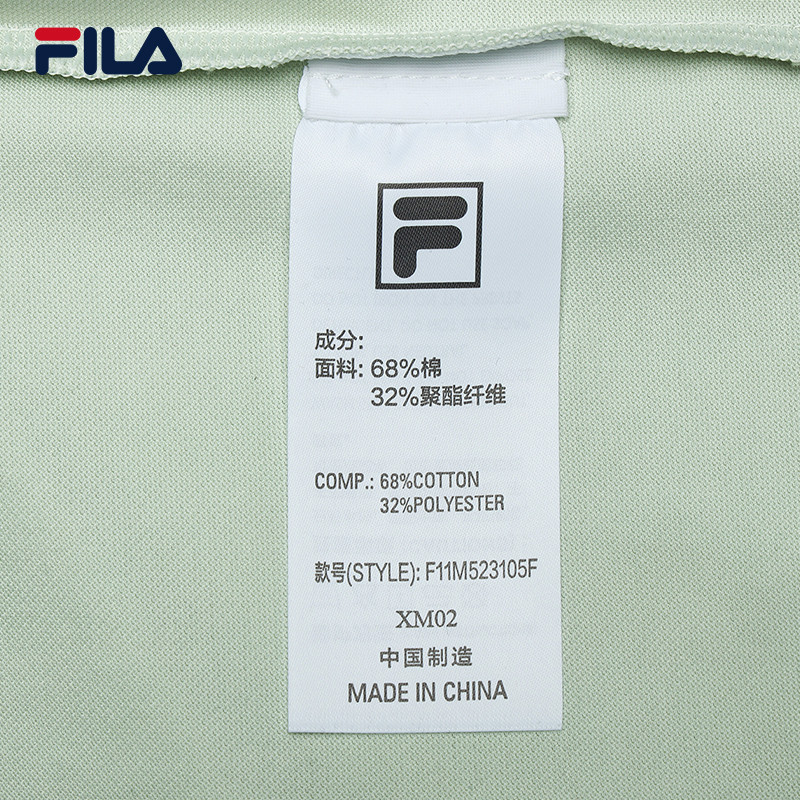 FILA
F
成分:
面料: 68%棉
32%聚酯纤维
COMP.: 68%COTTON
32%POLYESTER
款号(STYLE): F11M523105F
XM02
中国制造
MADE IN CHINA